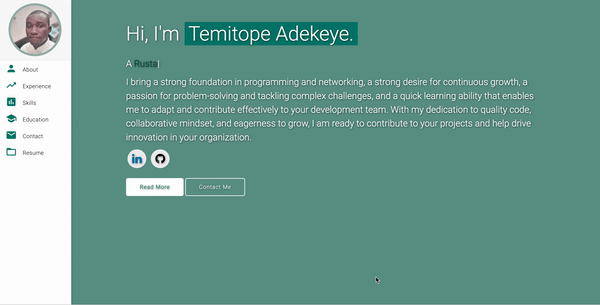 Hi, I'm Temitope Adekeye.
A Rusta
I bring a strong foundation in programming and networking, a strong desire for continuous growth, a
passion for problem-solving and tackling complex challenges, and a quick learning ability that enables
me to adapt and contribute effectively to your development team. With my dedication to quality code,
collaborative mindset, and eagerness to grow, I am ready to contribute to your projects and help drive
innovation in your organization.
in
Read More
Contact Me
About
Experience
Skills
Education
Contact
Resume